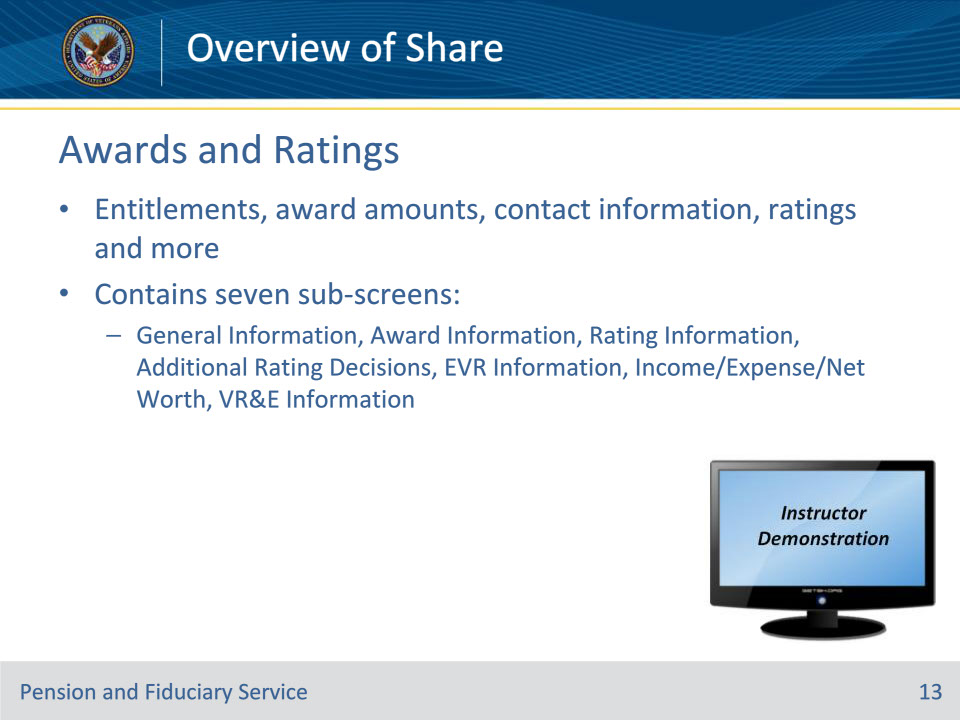 Overview of Share
Awards and Ratings
• Entitlements, award amounts, contact information, ratings
and more
• Contains seven sub-screens:
– General Information, Award Information, Rating Information,
Additional Rating Decisions, EVR Information, Income/Expense/Net
Worth, VR&E Information
Instructor
Demonstration
Pension and Fiduciary Service
13